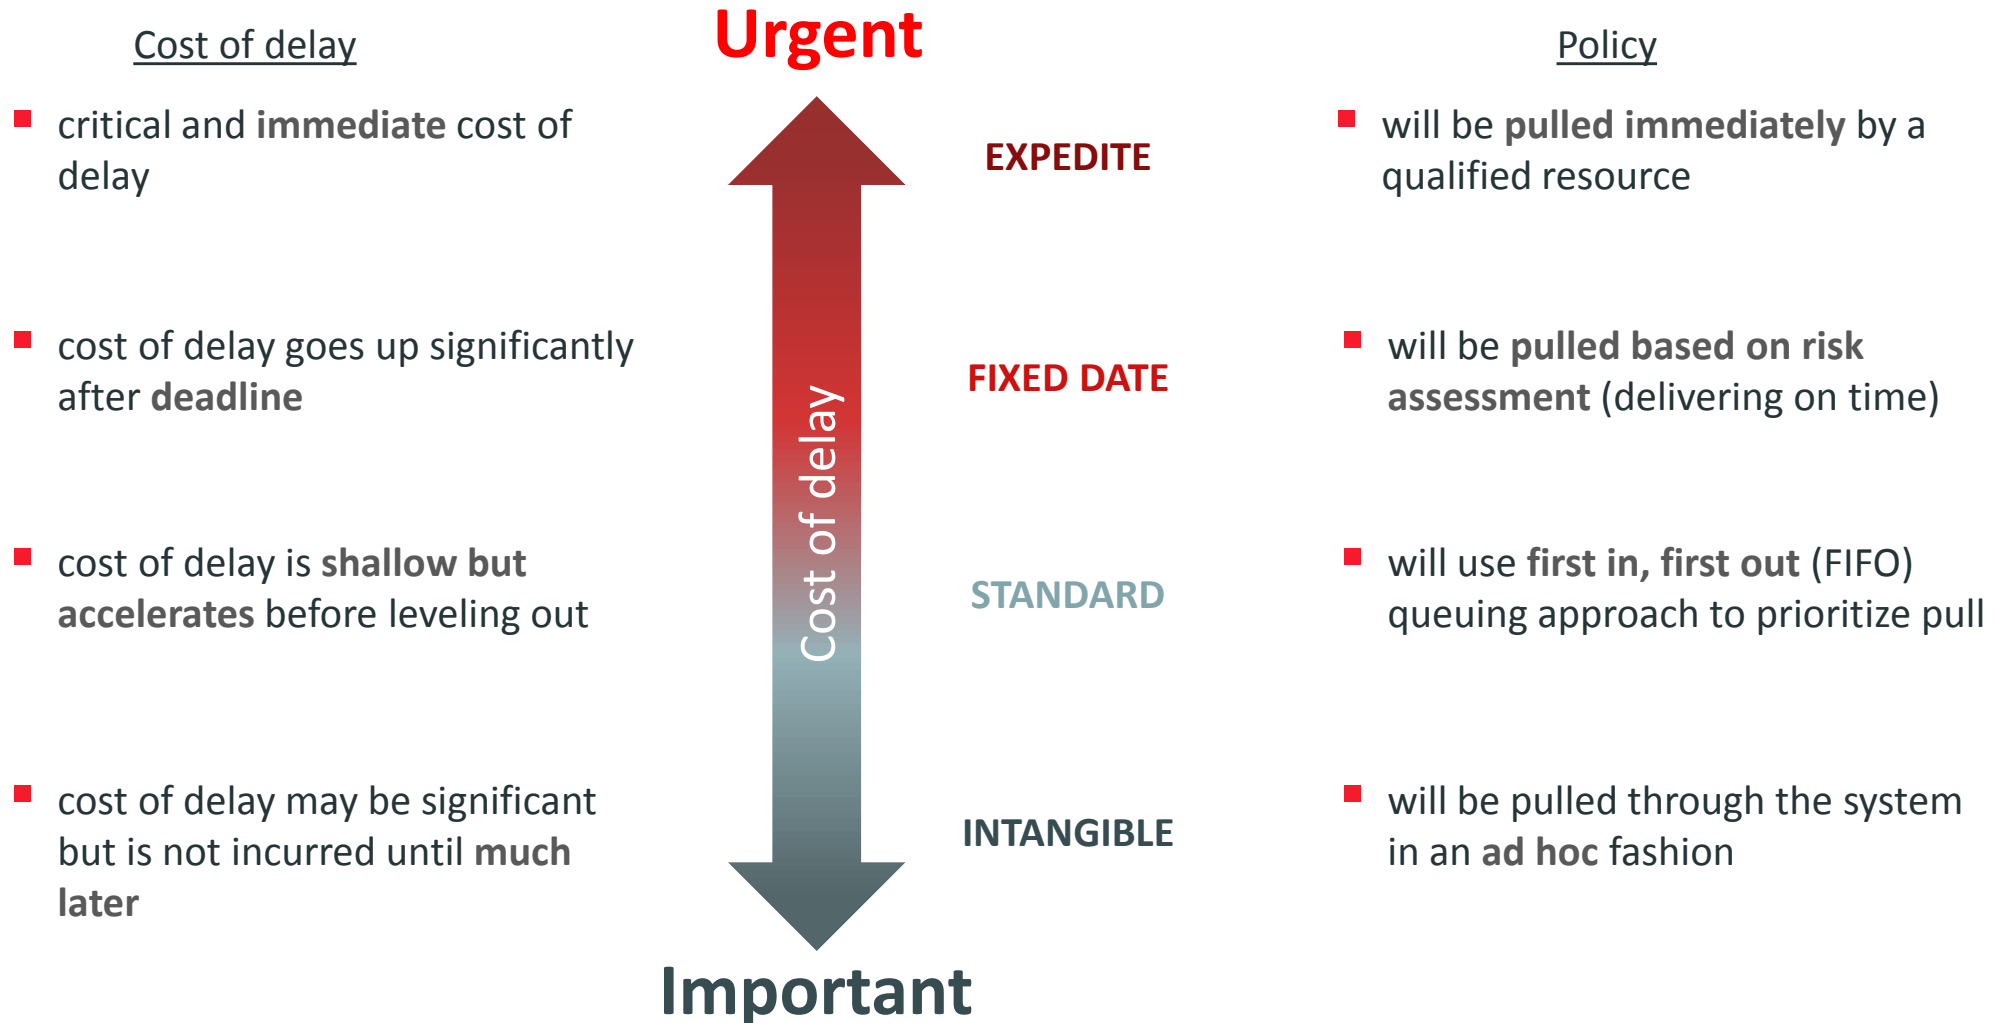 Urgent
Cost of delay
Policy
critical and immediate cost of
delay
EXPEDITE
will be pulled immediately by a
qualified resource
cost of delay goes up significantly
after deadline
FIXED DATE
will be pulled based on risk
assessment (delivering on time)
Cost of delay
cost of delay is shallow but
accelerates before leveling out
STANDARD
will use first in, first out (FIFO)
queuing approach to prioritize pull
cost of delay may be significant
but is not incurred until much
later
INTANGIBLE
will be pulled through the system
in an ad hoc fashion
Important